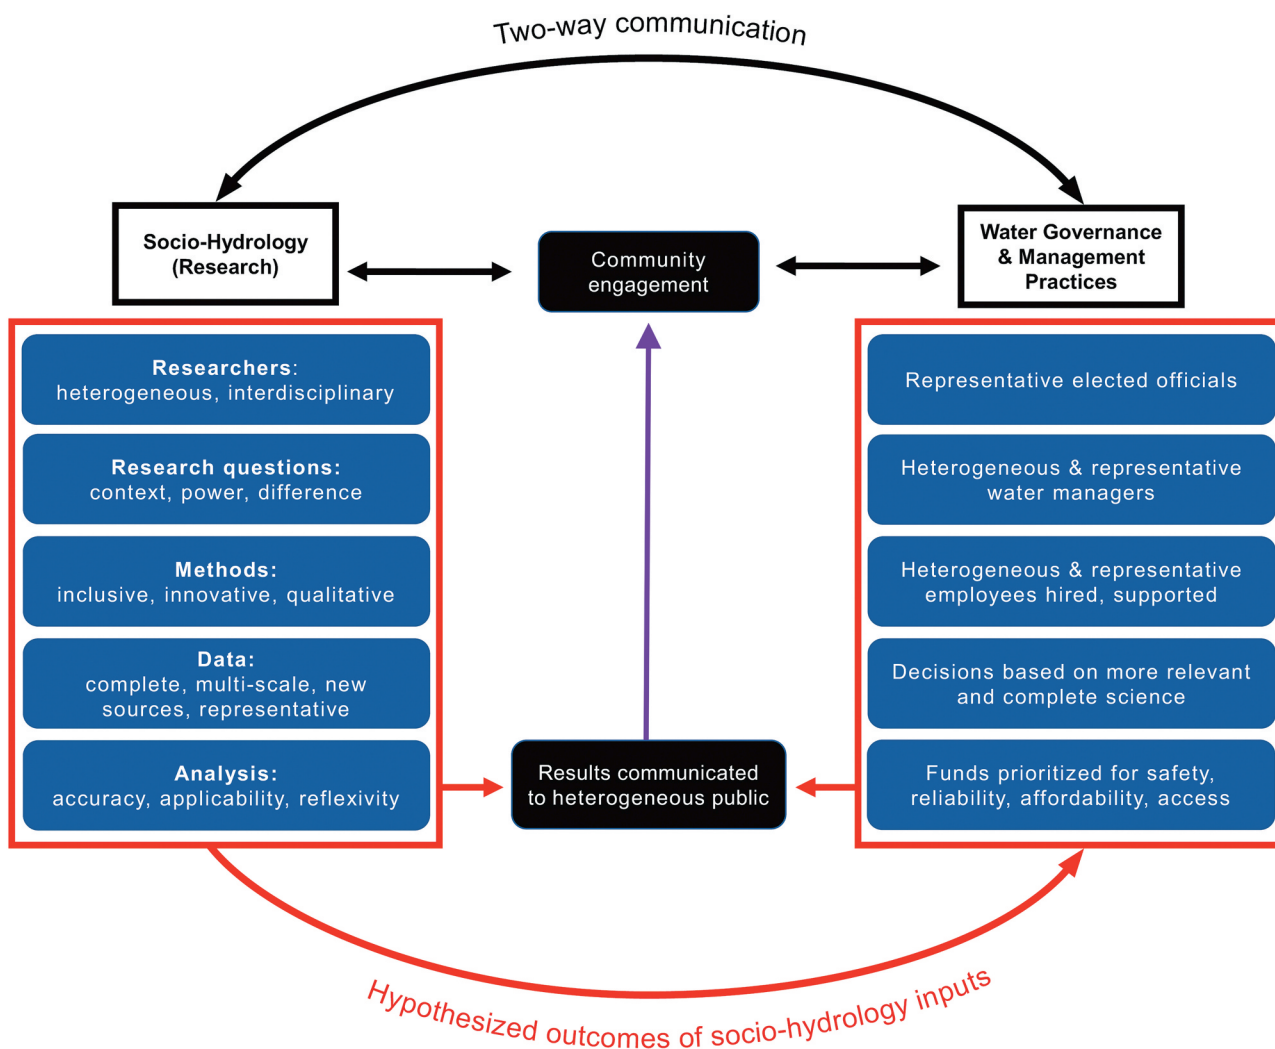 Two-way communication
Socio-Hydrology
(Research)
Community
engagement
Water Governance
& Management
Practices
Researchers:
heterogeneous, interdisciplinary
Research questions:
context, power, difference
Methods:
inclusive, innovative, qualitative
Data:
complete, multi-scale, new
sources, representative
Analysis:
accuracy, applicability, reflexivity
Results communicated
to heterogeneous public
Representative elected officials
Heterogeneous & representative
water managers
Heterogeneous & representative
employees hired, supported
Decisions based on more relevant
and complete science
Funds prioritized for safety,
reliability, affordability, access
Hypothesized outcomes of socio-hydrology inputs